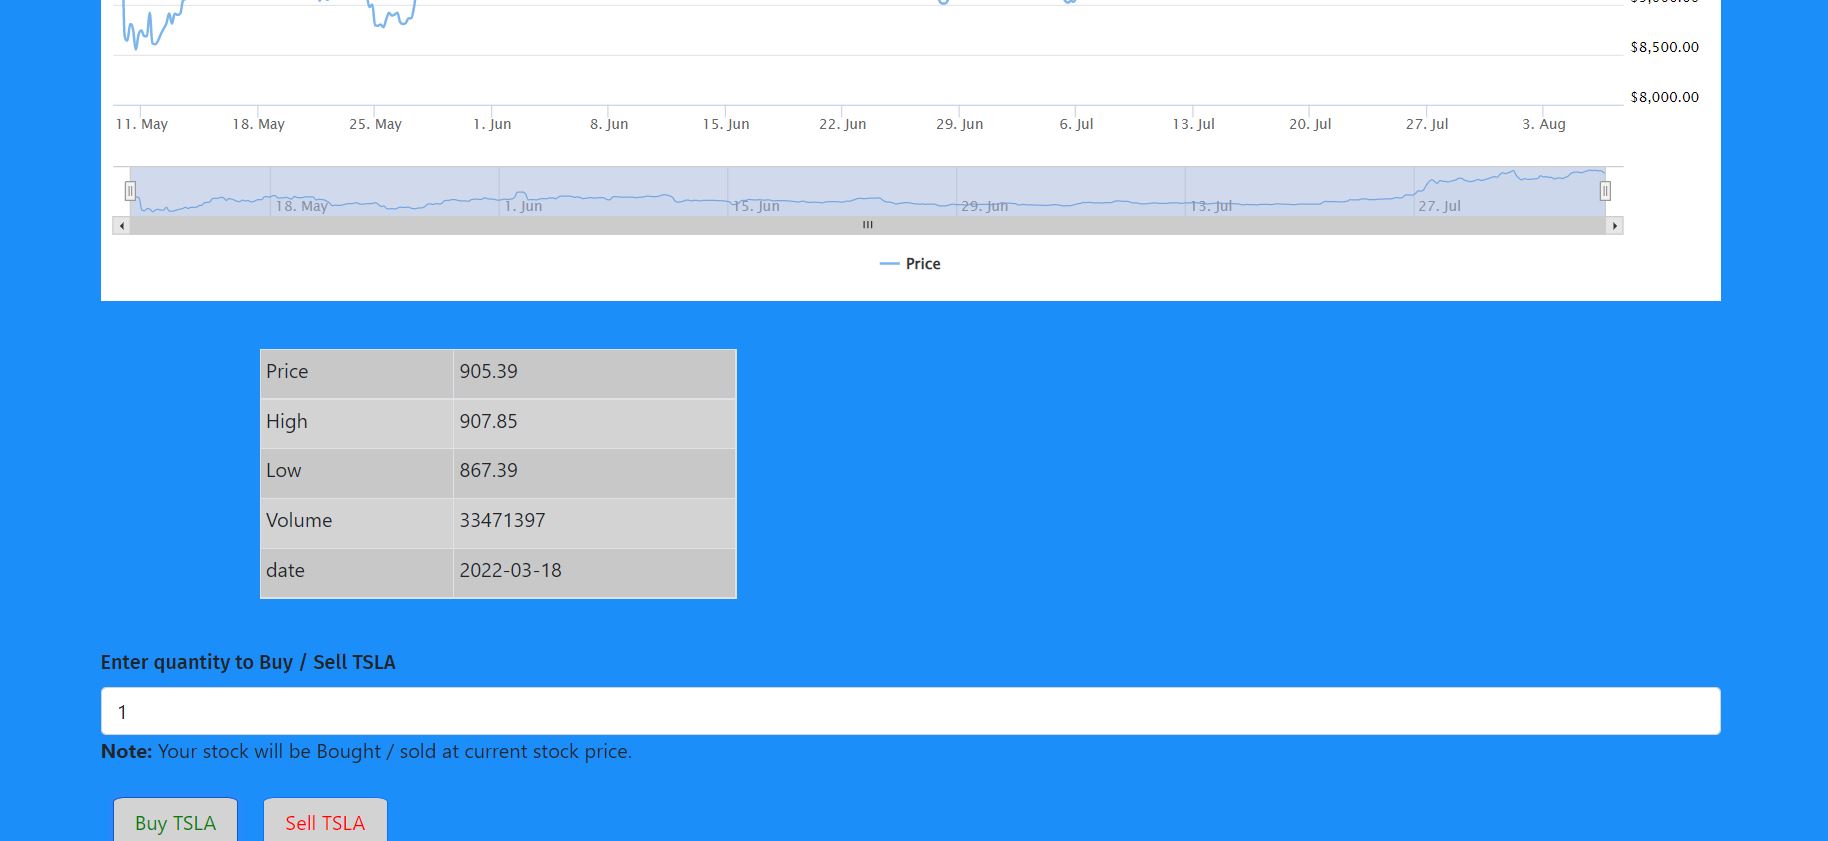 $8,500.00
$8,000.00
11. May 18. May 25. May 1. Jun 8. Jun 15. Jun 22. Jun 29. Jun 6. Jul 13. Jul 20. Jul 27. Jul 3. Aug
18. May 1. Jun 15. Jun 29. Jun 13. Jul 27. Jul
Price
Price 905.39
High 907.85
Low 867.39
Volume 33471397
date 2022-03-18
Enter quantity to Buy / Sell TSLA
1
Note: Your stock will be Bought / sold at current stock price.
Buy TSLA Sell TSLA